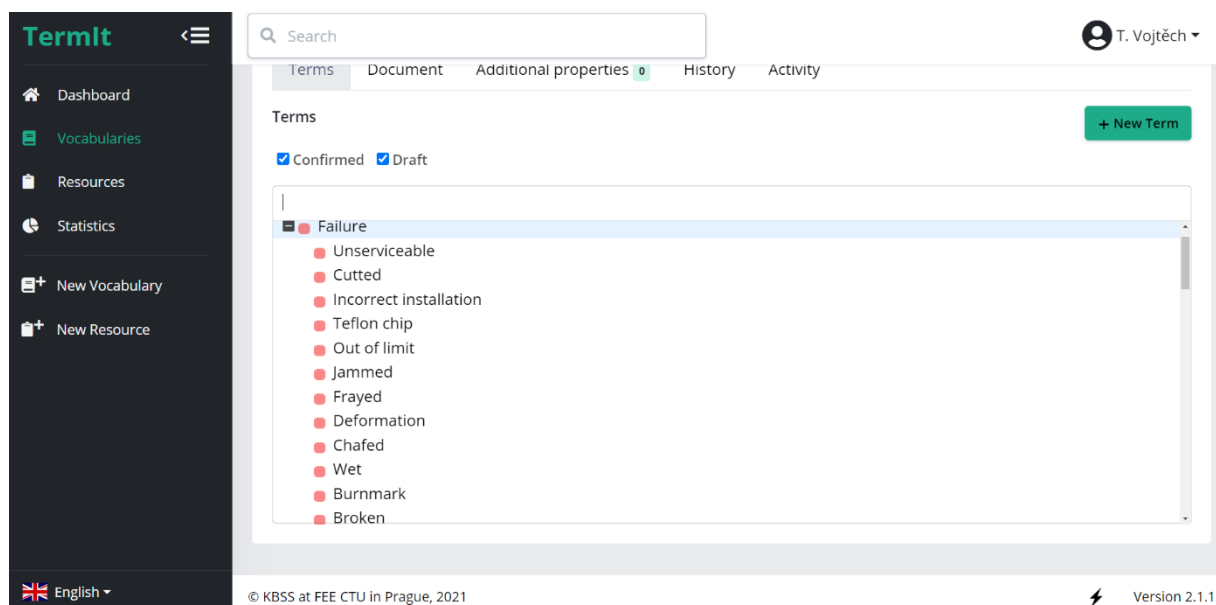 TermIt
Search
T. Vojtěch
Dashboard
Vocabularies
Resources
Statistics
New Vocabulary
New Resource
English
Terms Document Additional properties 0 History Activity
Terms
+ New Term
Confirmed Draft
Failure
Unserviceable
Cutted
Incorrect installation
Teflon chip
Out of limit
Jammed
Frayed
Deformation
Chafed
Wet
Burnmark
Broken
© KBSS at FEE CTU in Prague, 2021
Version 2.1.1